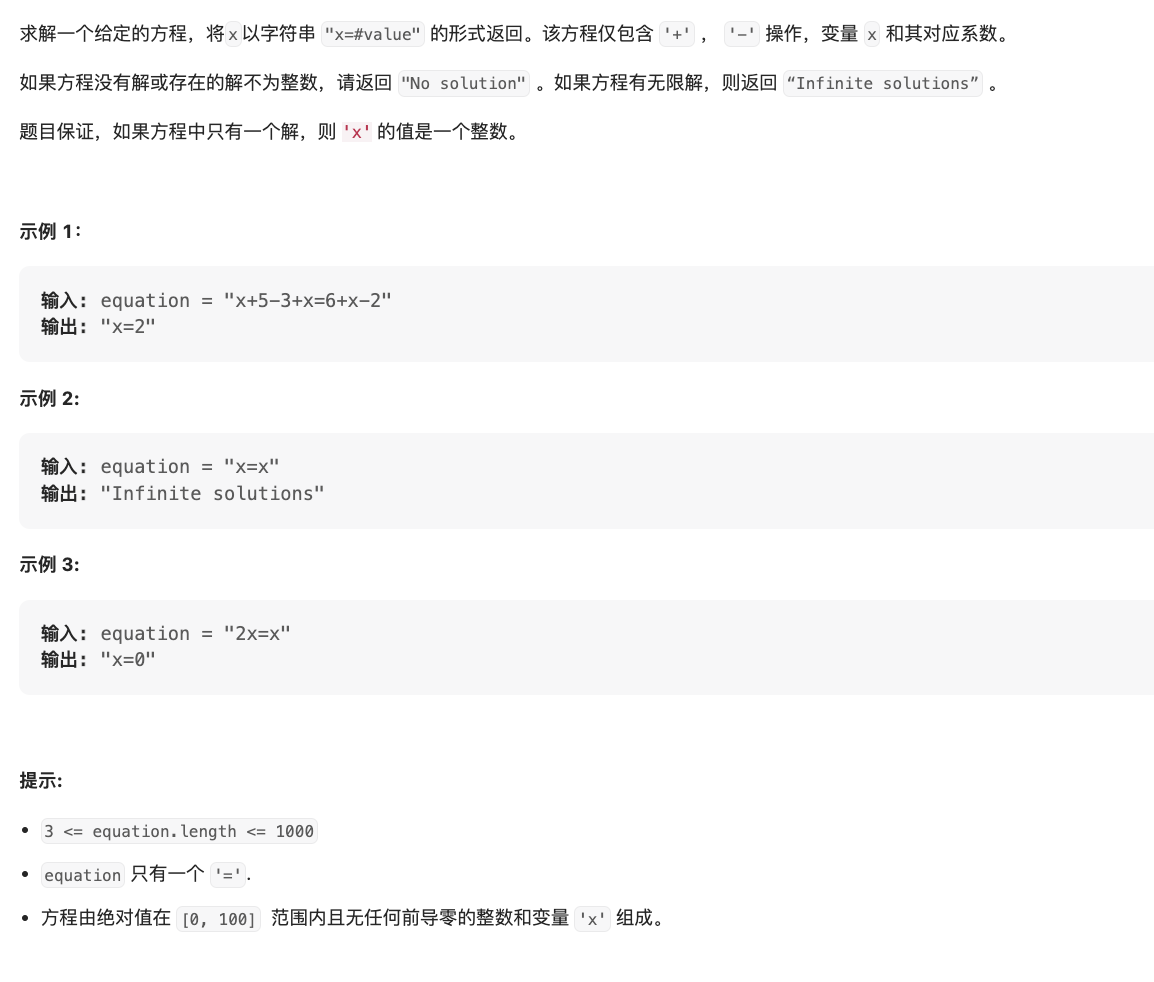 求解一个给定的方程，将x以字符串 "x=#value" 的形式返回。该方程仅包含 '+' ， '-' 操作，变量 x 和其对应系数。
如果方程没有解或存在的解不为整数，请返回 "No solution" 。如果方程有无限解，则返回 “Infinite solutions” 。
题目保证，如果方程中只有一个解，则 'x' 的值是一个整数。
示例 1：
输入: equation = "x+5-3+x=6+x-2"
输出: "x=2"
示例 2:
输入: equation = "x=x"
输出: "Infinite solutions"
示例 3:
输入: equation = "2x=x"
输出: "x=0"
提示:
• 3 <= equation.length <= 1000
• equation 只有一个 '='.
• 方程由绝对值在 [0, 100] 范围内且无任何前导零的整数和变量 'x' 组成。